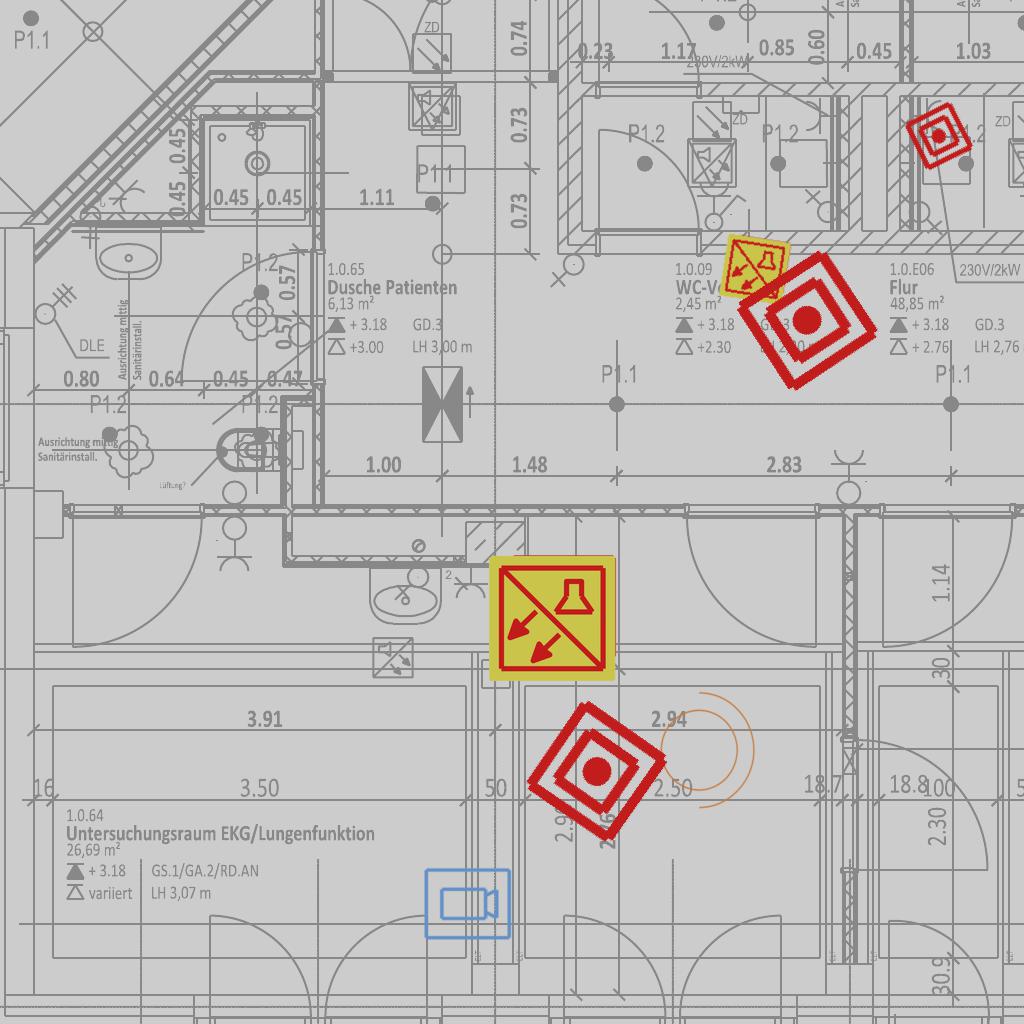 P1.1
ZD
0.74
0.23
1.17
0.85
0.60
0.45
1.03
230V/2kW
0.45
0.45
0.73
P1.1
P1.2
P1.2
ZD
P1.2
ZD
0.45 0.45
1.11
0.73
P1.2
0.57
0.57
1.0.65
Dusche Patienten
6,13 m²
+ 3.18 GD.3
+3.00 LH 3,00 m
1.0.09
2,45 m²
+ 3.18
+2.30
1.0.E06
Flur
48,85 m²
+ 3.18 GD.3
+ 2.76 LH 2,76
230V/2kW
DLE
Ausrichtung mittig
Sanitärinstall.
0.80 0.64 0.45 0.47
P1.2
P1.2
P1.1
P1.1
Ausrichtung mittig
Sanitärinstall.
Lüftung?
1.00
1.48
2.83
2
1.14
30
3.91
2.94
16
3.50
50
2.50
18.7
18.8
100
2.30
1.0.64
Untersuchungsraum EKG/Lungenfunktion
26,69 m²
+ 3.18 GS.1/GA.2/RD.AN
variiert LH 3,07 m
30.9